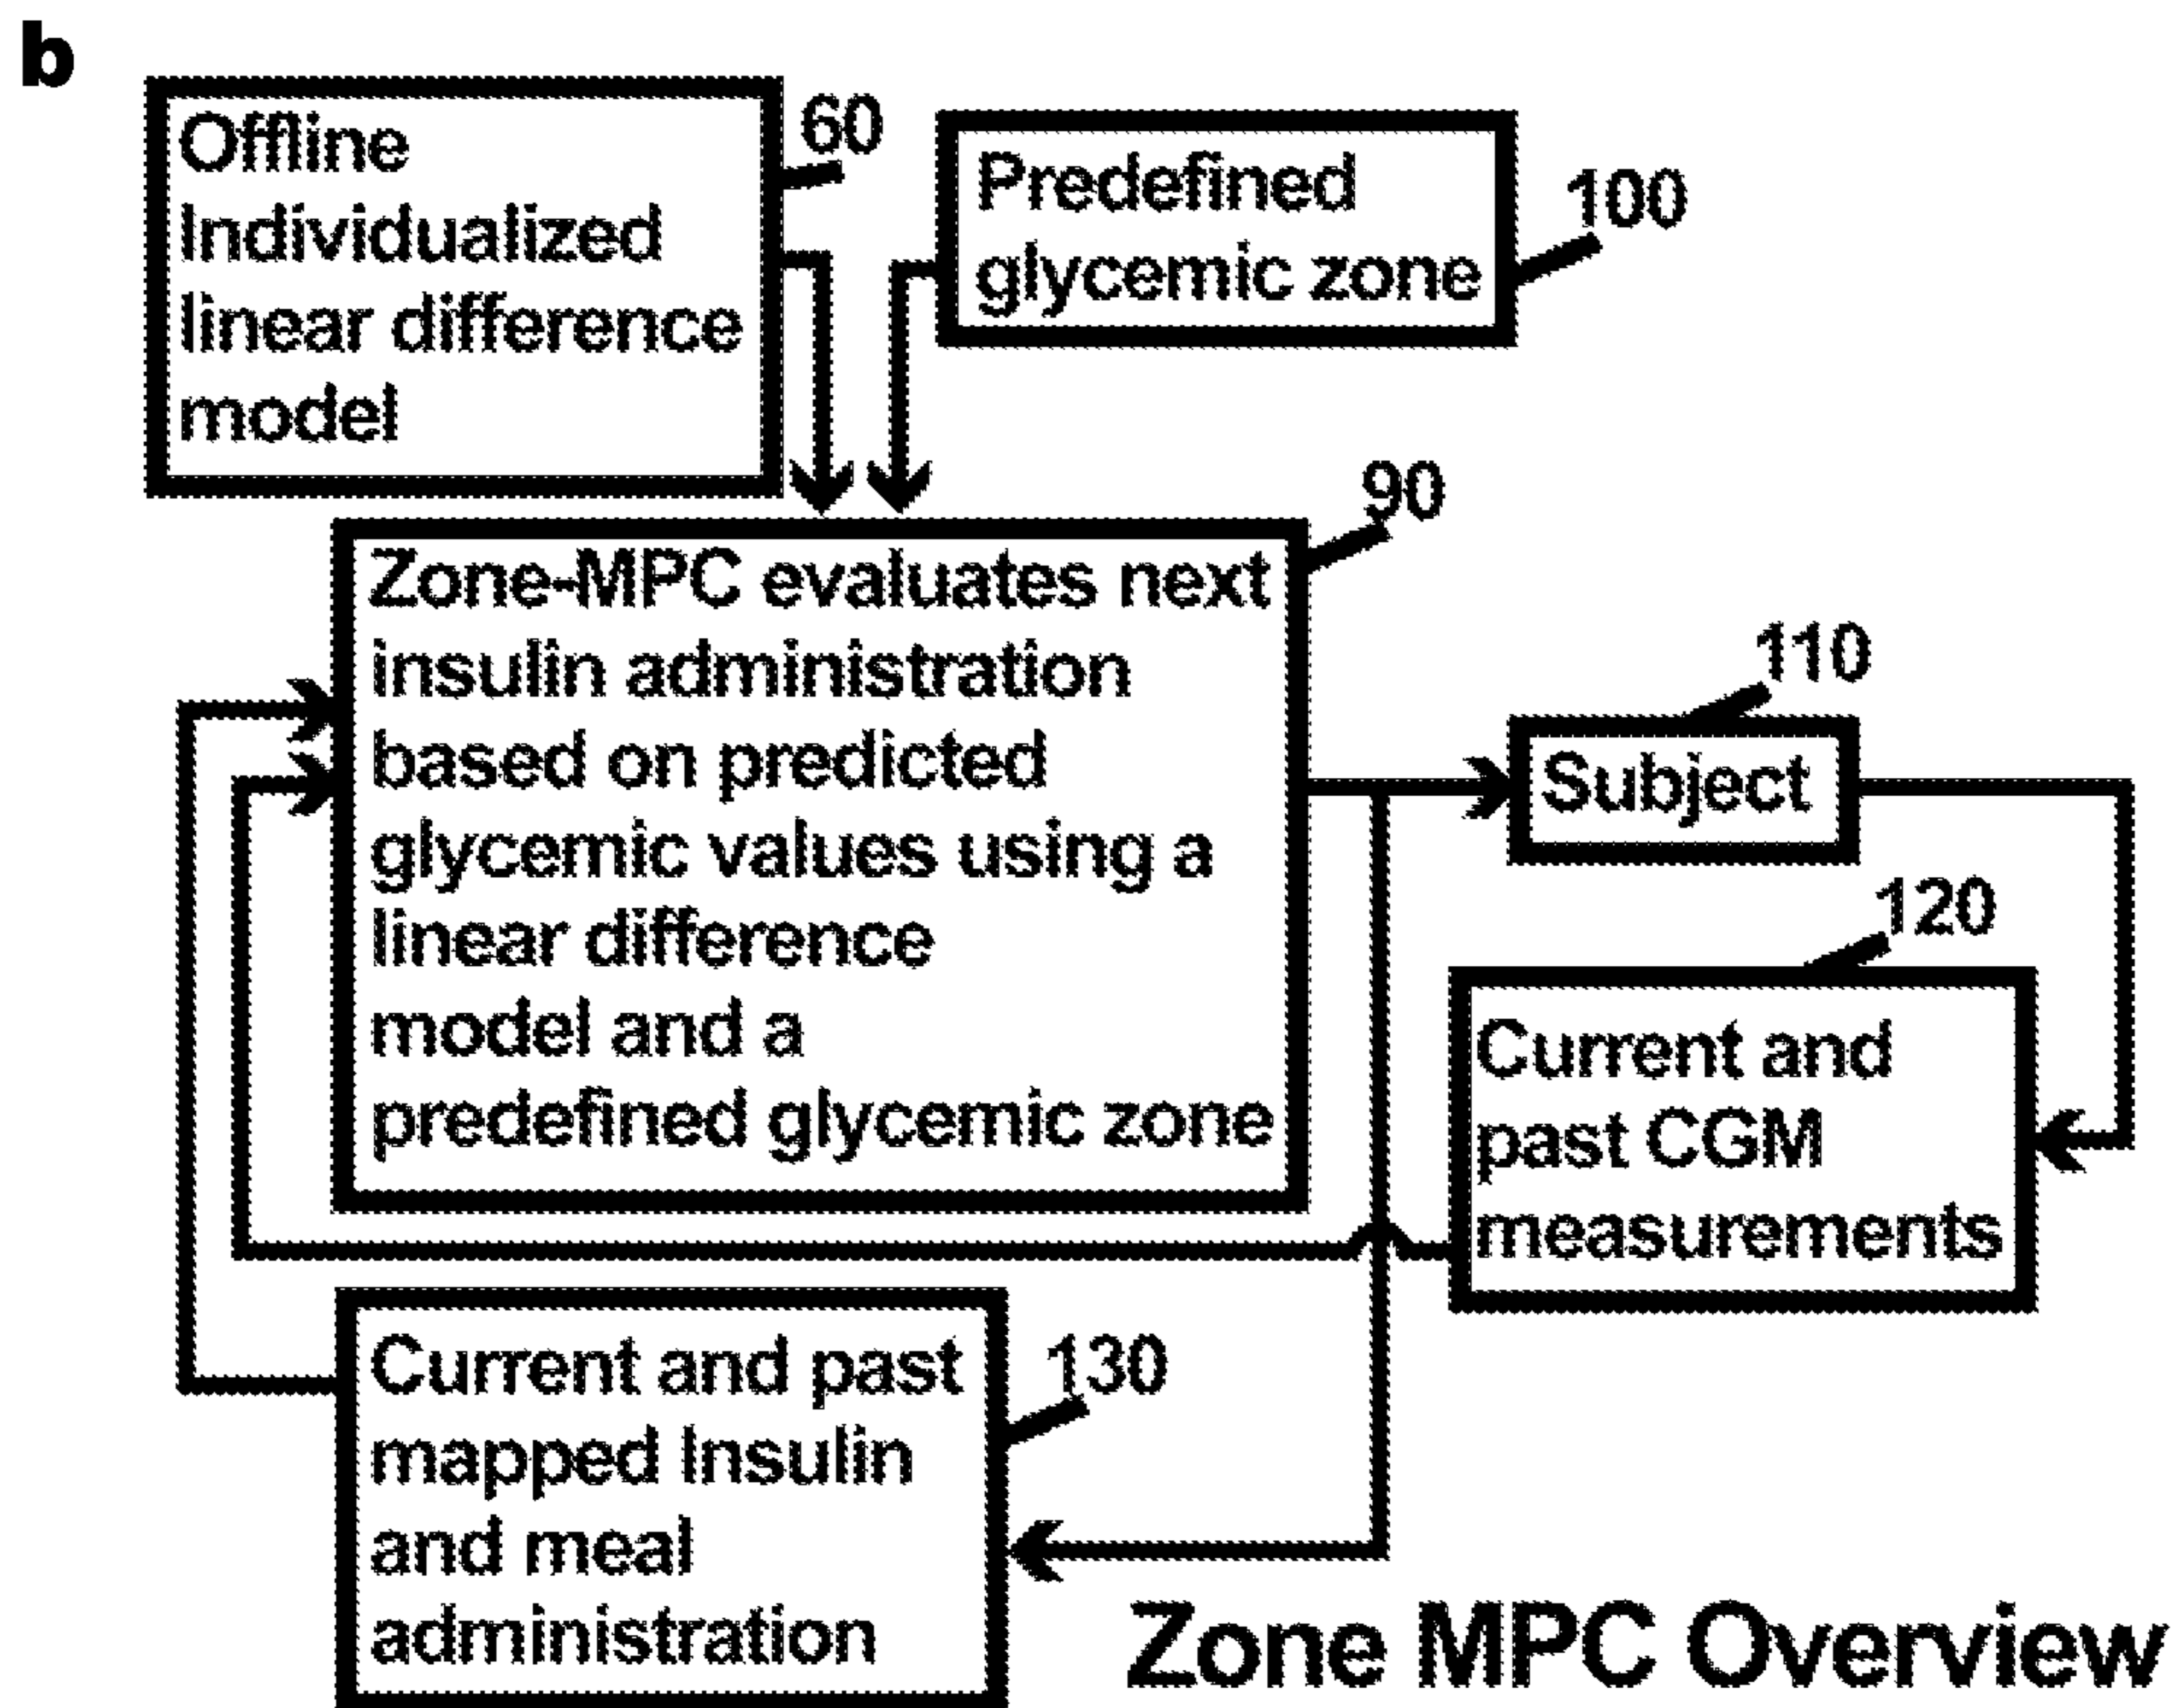 b
Offline
Individualized
linear difference
model
60
Predefined
glycemic zone
100
Zone-MPC evaluates next
insulin administration
based on predicted
glycemic values using a
linear difference
model and a
predefined glycemic zone
90
110
Subject
120
Current and
past CGM
measurements
Current and past
mapped Insulin
and meal
administration
130
Zone MPC Overview